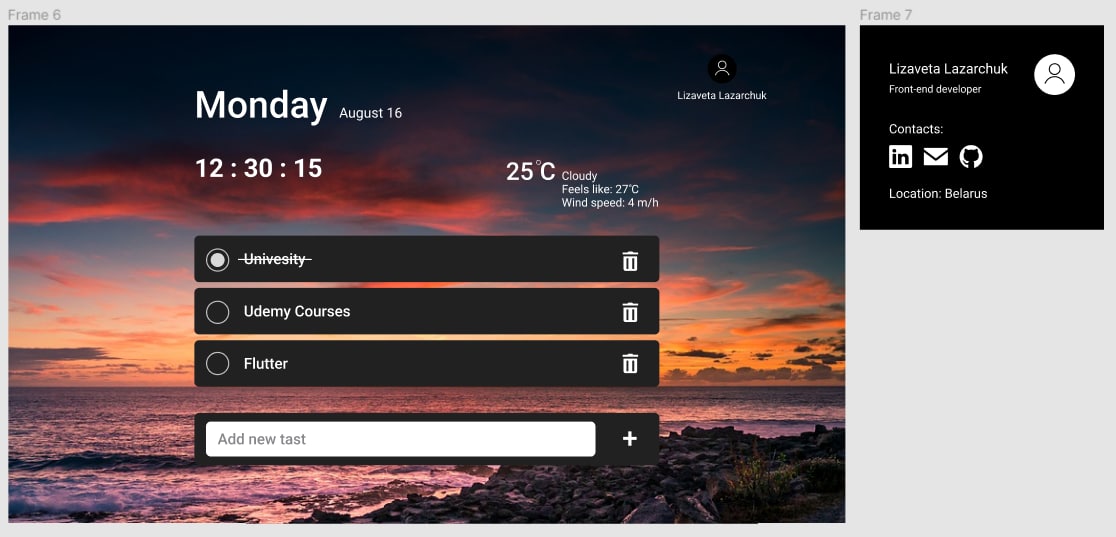 Frame 6
Lizaveta Lazarchuk
Monday August 16
12 : 30 : 15
25°C Cloudy
Feels like: 27°C
Wind speed: 4 m/h
Univesity
Udemy Courses
Flutter
Add new tast
+
Frame 7
Lizaveta Lazarchuk
Front-end developer
Contacts:
in
Location: Belarus